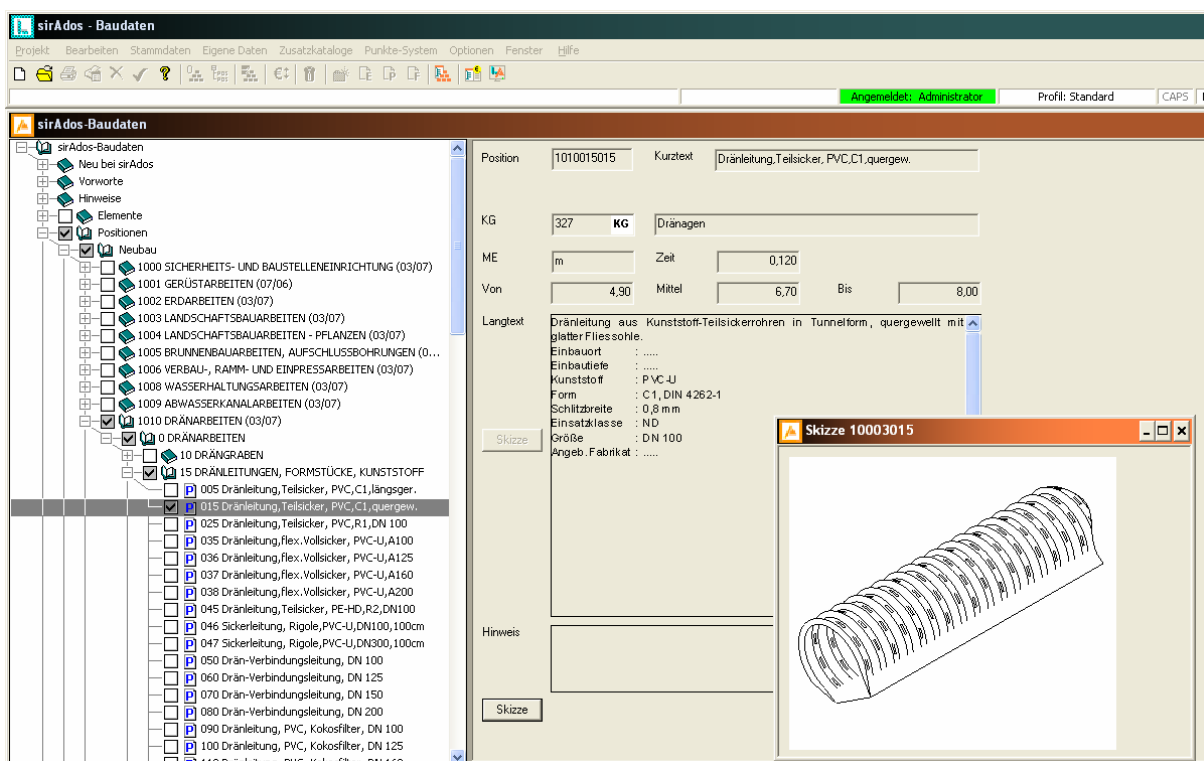 sirAdos - Baudaten
Projekt Bearbeiten Stammdaten Eigene Daten Zusatzkataloge Punkte-System Optionen Fenster Hilfe
Angemeldet: Administrator Profil: Standard CAPS
sirAdos-Baudaten
sirAdos-Baudaten
Neu bei sirAdos
Vorworte
Hinweise
Elemente
Positionen
Neubau
1000 SICHERHEITS- UND BAUSTELLENEINRICHTUNG (03/07)
1001 GERÜSTARBEITEN (07/06)
1002 ERDARBEITEN (03/07)
1003 LANDSCHAFTSBAUARBEITEN (03/07)
1004 LANDSCHAFTSBAUARBEITEN - PFLANZEN (03/07)
1005 BRUNNENBAUARBEITEN, AUFSCHLUSSBOHRUNGEN (0...
1006 VERBAU-, RAMM- UND EINPRESSARBEITEN (03/07)
1008 WASSERHALTUNGSARBEITEN (03/07)
1009 ABWASSERKANALARBEITEN (03/07)
1010 DRÄNARBEITEN (03/07)
0 DRÄNARBEITEN
10 DRÄNGRABEN
15 DRÄNLEITUNGEN, FORMSTÜCKE, KUNSTSTOFF
005 Dränleitung,Teilsicker, PVC,C1,längsger.
015 Dränleitung,Teilsicker, PVC,C1,quergew.
025 Dränleitung,Teilsicker, PVC,R1,DN 100
035 Dränleitung,flex.Vollsicker, PVC-U,A100
036 Dränleitung,flex.Vollsicker, PVC-U,A125
037 Dränleitung,flex.Vollsicker, PVC-U,A160
038 Dränleitung,flex.Vollsicker, PVC-U,A200
045 Dränleitung,Teilsicker, PE-HD,R2,DN100
046 Sickerleitung, Rigole,PVC-U,DN100,100cm
047 Sickerleitung, Rigole,PVC-U,DN300,100cm
050 Drän-Verbindungsleitung, DN 100
060 Drän-Verbindungsleitung, DN 125
070 Drän-Verbindungsleitung, DN 150
080 Drän-Verbindungsleitung, DN 200
090 Dränleitung, PVC, Kokosfilter, DN 100
100 Dränleitung, PVC, Kokosfilter, DN 125
Position 1010015015 Kurztext Dränleitung,Teilsicker, PVC,C1,quergew.
KG 327 KG Dränagen
ME m Zeit 0,120
Von 4,90 Mittel 6,70 Bis 8,00
Langtext Dränleitung aus Kunststoff-Teilsickerrohren in Tunnelform, quergewellt mit
glatter Fliessohle.
Einbauort : .....
Einbautiefe : .....
Kunststoff : PVC-U
Form : C1, DIN 4262-1
Schlitzbreite : 0,8 mm
Einsatzklasse : ND
Skizze Größe : DN 100
Angeb. Fabrikat : .....
Skizze 10003015
Hinweis
Skizze